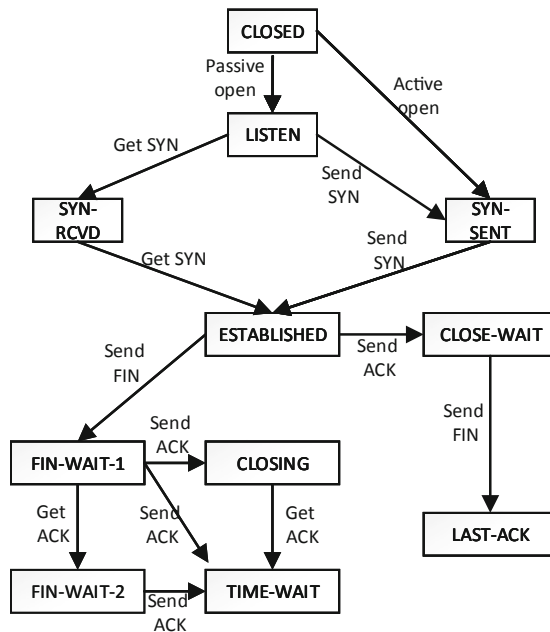 CLOSED
Passive
open
Active
open
LISTEN
Get SYN
Send
SYN
SYN-
RCVD
SYN-
SENT
Get SYN
Send
SYN
ESTABLISHED
Send
ACK
CLOSE-WAIT
Send
FIN
Send
FIN
FIN-WAIT-1
Send
ACK
CLOSING
Get
ACK
Send
ACK
Get
ACK
LAST-ACK
FIN-WAIT-2
Send
ACK
TIME-WAIT